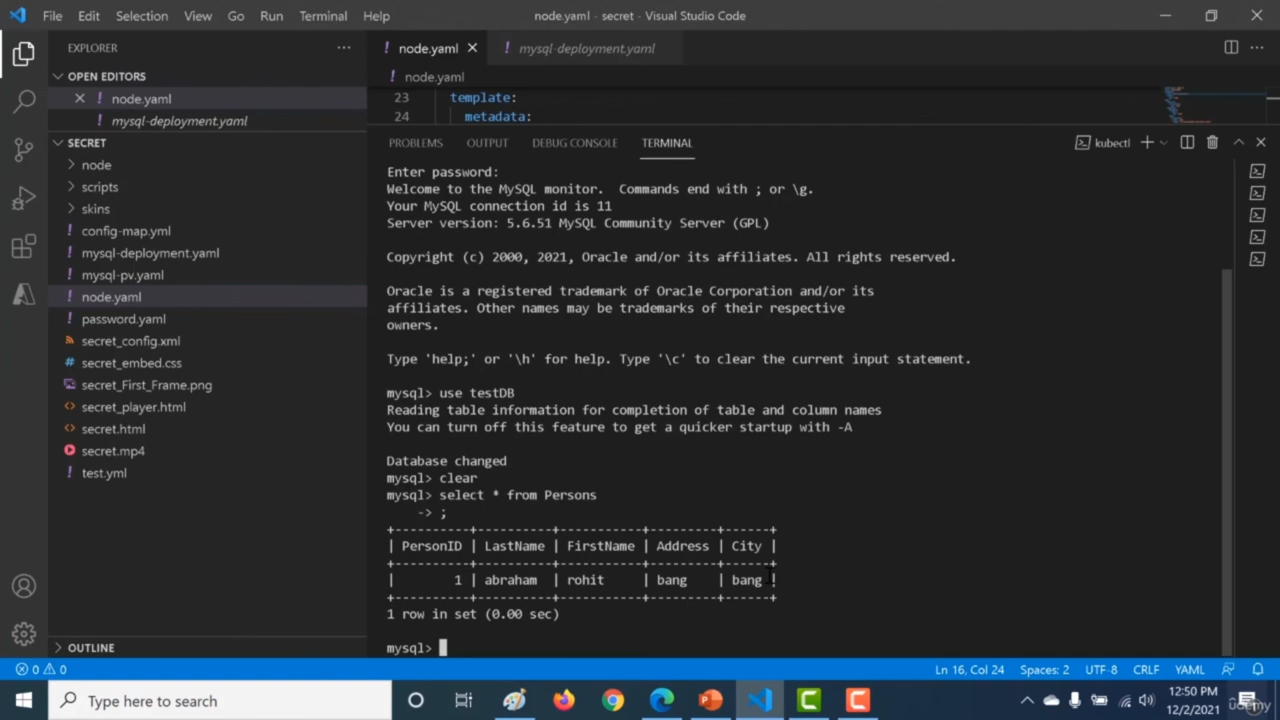 File Edit Selection View Go Run Terminal Help node.yaml — secret — Visual Studio Code
EXPLORER
OPEN EDITORS
node.yaml
mysql-deployment.yaml
SECRET
node
scripts
skins
config-map.yml
mysql-deployment.yaml
mysql-pv.yaml
node.yaml
password.yaml
secret_config.xml
secret_embed.css
secret_First_Frame.png
secret_player.html
secret.html
secret.mp4
test.yml
OUTLINE
node.yaml mysql-deployment.yaml
node.yaml
23 template:
24 metadata:
PROBLEMS OUTPUT DEBUG CONSOLE TERMINAL kubectl
Enter password:
Welcome to the MySQL monitor.  Commands end with ; or \g.
Your MySQL connection id is 11
Server version: 5.6.51 MySQL Community Server (GPL)
Copyright (c) 2000, 2021, Oracle and/or its affiliates. All rights reserved.
Oracle is a registered trademark of Oracle Corporation and/or its
affiliates. Other names may be trademarks of their respective
owners.
Type 'help;' or '\h' for help. Type '\c' to clear the current input statement.
mysql> use testDB
Reading table information for completion of table and column names
You can turn off this feature to get a quicker startup with -A
Database changed
mysql> clear
mysql> select * from Persons
    -> ;
+----------+----------+-----------+---------+------+
| PersonID | LastName | FirstName | Address | City |
+----------+----------+-----------+---------+------+
|        1 | abraham  | rohit     | bang    | bang |
+----------+----------+-----------+---------+------+
1 row in set (0.00 sec)
mysql>
0 0 Ln 16, Col 24 Spaces: 2 UTF-8 CRLF YAML
Type here to search
12:50 PM
12/2/2021
udemy